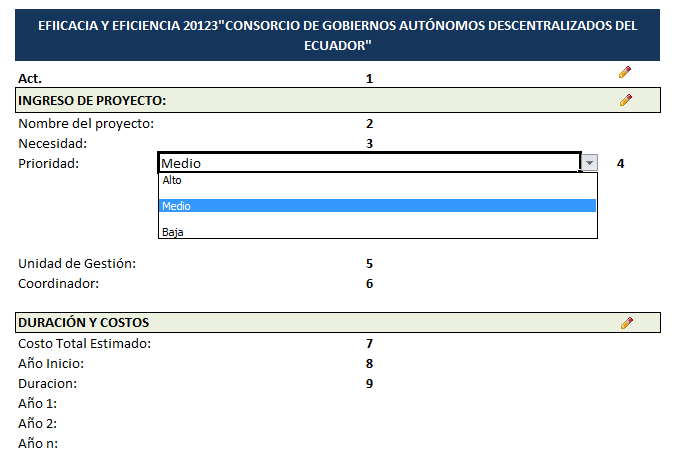 EFIICACIA Y EFICIENCIA 20123"CONSORCIO DE GOBIERNOS AUTÓNOMOS DESCENTRALIZADOS DEL
ECUADOR"
Act. 1
INGRESO DE PROYECTO:
Nombre del proyecto: 2
Necesidad: 3
Prioridad: Medio 4
Alto
Medio
Baja
Unidad de Gestión: 5
Coordinador: 6
DURACIÓN Y COSTOS
Costo Total Estimado: 7
Año Inicio: 8
Duracion: 9
Año 1:
Año 2:
Año n: